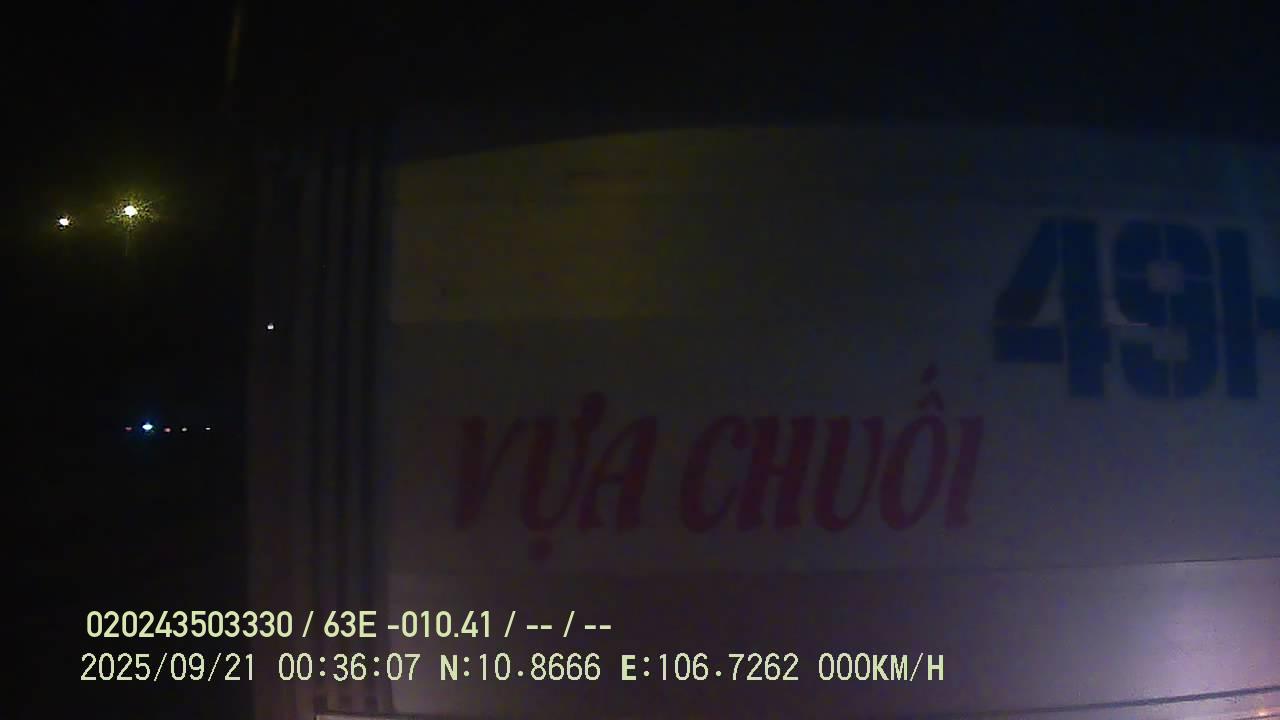 49H
VỰA CHUỐI
020243503330 / 63E -010.41 / -- / --
2025/09/21 00:36:07 N:10.8666 E:106.7262 000KM/H